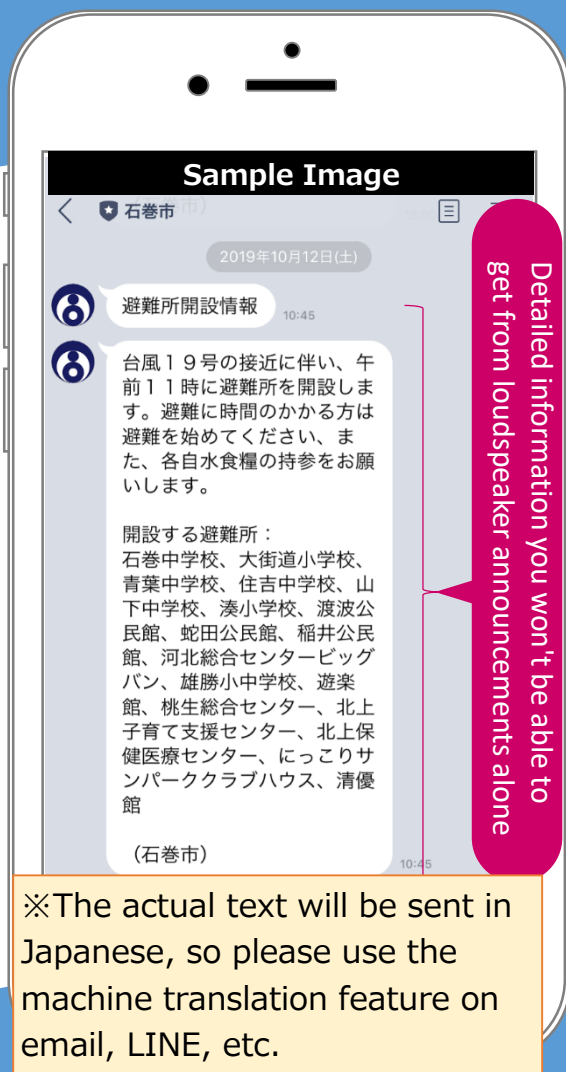 Sample Image
石巻市
2019年10月12日(土)
避難所開設情報
10:45
台風19号の接近に伴い、午
前11時に避難所を開設しま
す。避難に時間のかかる方は
避難を始めてください、ま
た、各自水食糧の持参をお願
いします。
開設する避難所：
石巻中学校、大街道小学校、
青葉中学校、住吉中学校、山
下中学校、湊小学校、渡波公
民館、蛇田公民館、稲井公民
館、河北総合センタービッグ
バン、雄勝小中学校、遊楽
館、桃生総合センター、北上
子育て支援センター、北上保
健医療センター、にっこりサ
ンパーククラブハウス、清優
館
（石巻市）
10:45
Detailed information you won't be able to
get from loudspeaker announcements alone
※The actual text will be sent in
Japanese, so please use the
machine translation feature on
email, LINE, etc.